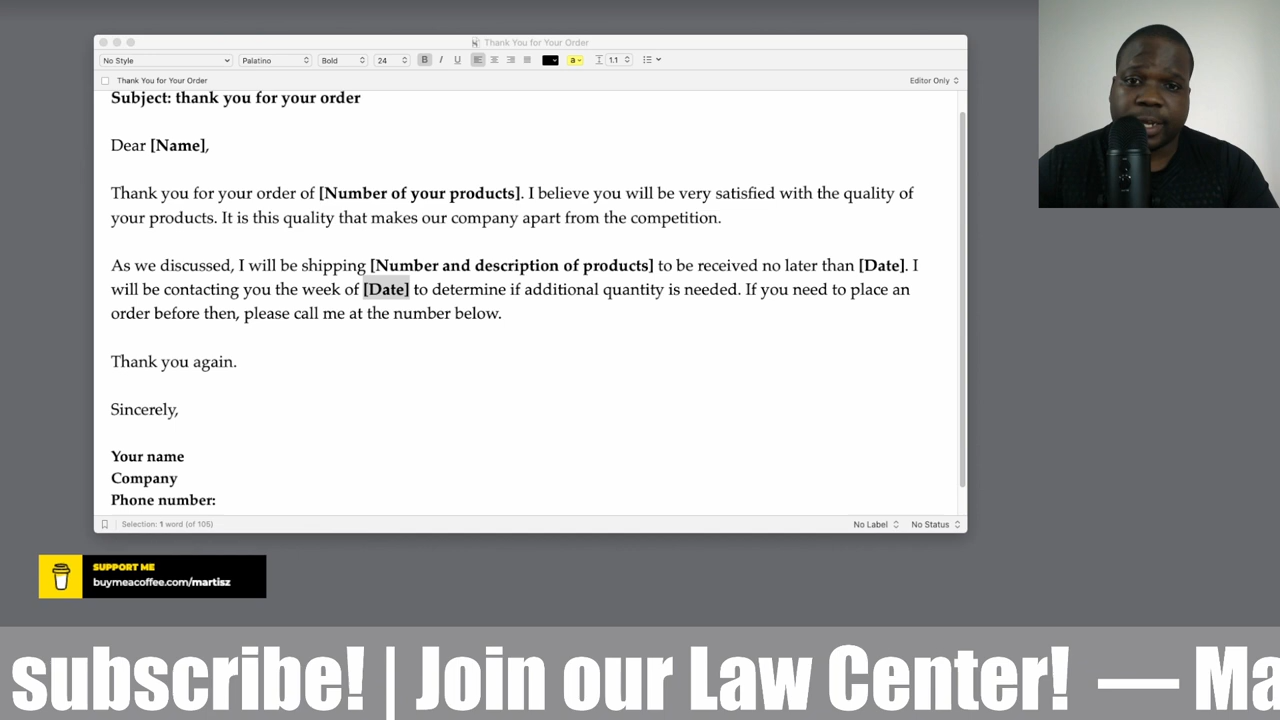 Thank You for Your Order
No Style Palatino Bold 24 B I U a 1.1
Thank You for Your Order Editor Only
Subject: thank you for your order
Dear [Name],
Thank you for your order of [Number of your products]. I believe you will be very satisfied with the quality of
your products. It is this quality that makes our company apart from the competition.
As we discussed, I will be shipping [Number and description of products] to be received no later than [Date]. I
will be contacting you the week of [Date] to determine if additional quantity is needed. If you need to place an
order before then, please call me at the number below.
Thank you again.
Sincerely,
Your name
Company
Phone number:
Selection: 1 word (of 105) No Label No Status
SUPPORT ME
buymeacoffee.com/martisz
subscribe! | Join our Law Center! — Ma